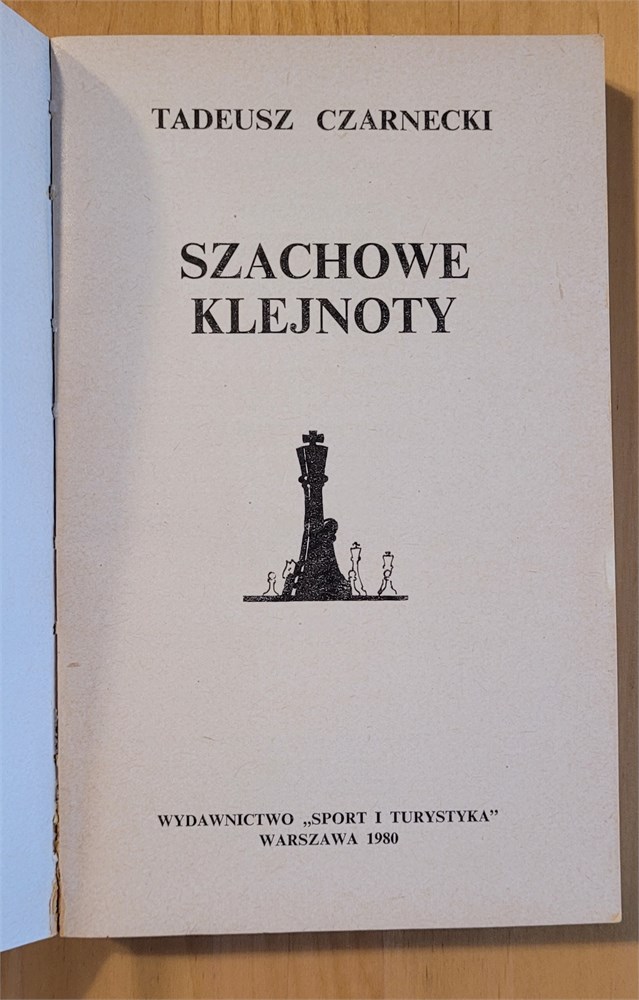 TADEUSZ CZARNECKI
SZACHOWE
KLEJNOTY
WYDAWNICTWO „SPORT I TURYSTYKA”
WARSZAWA 1980